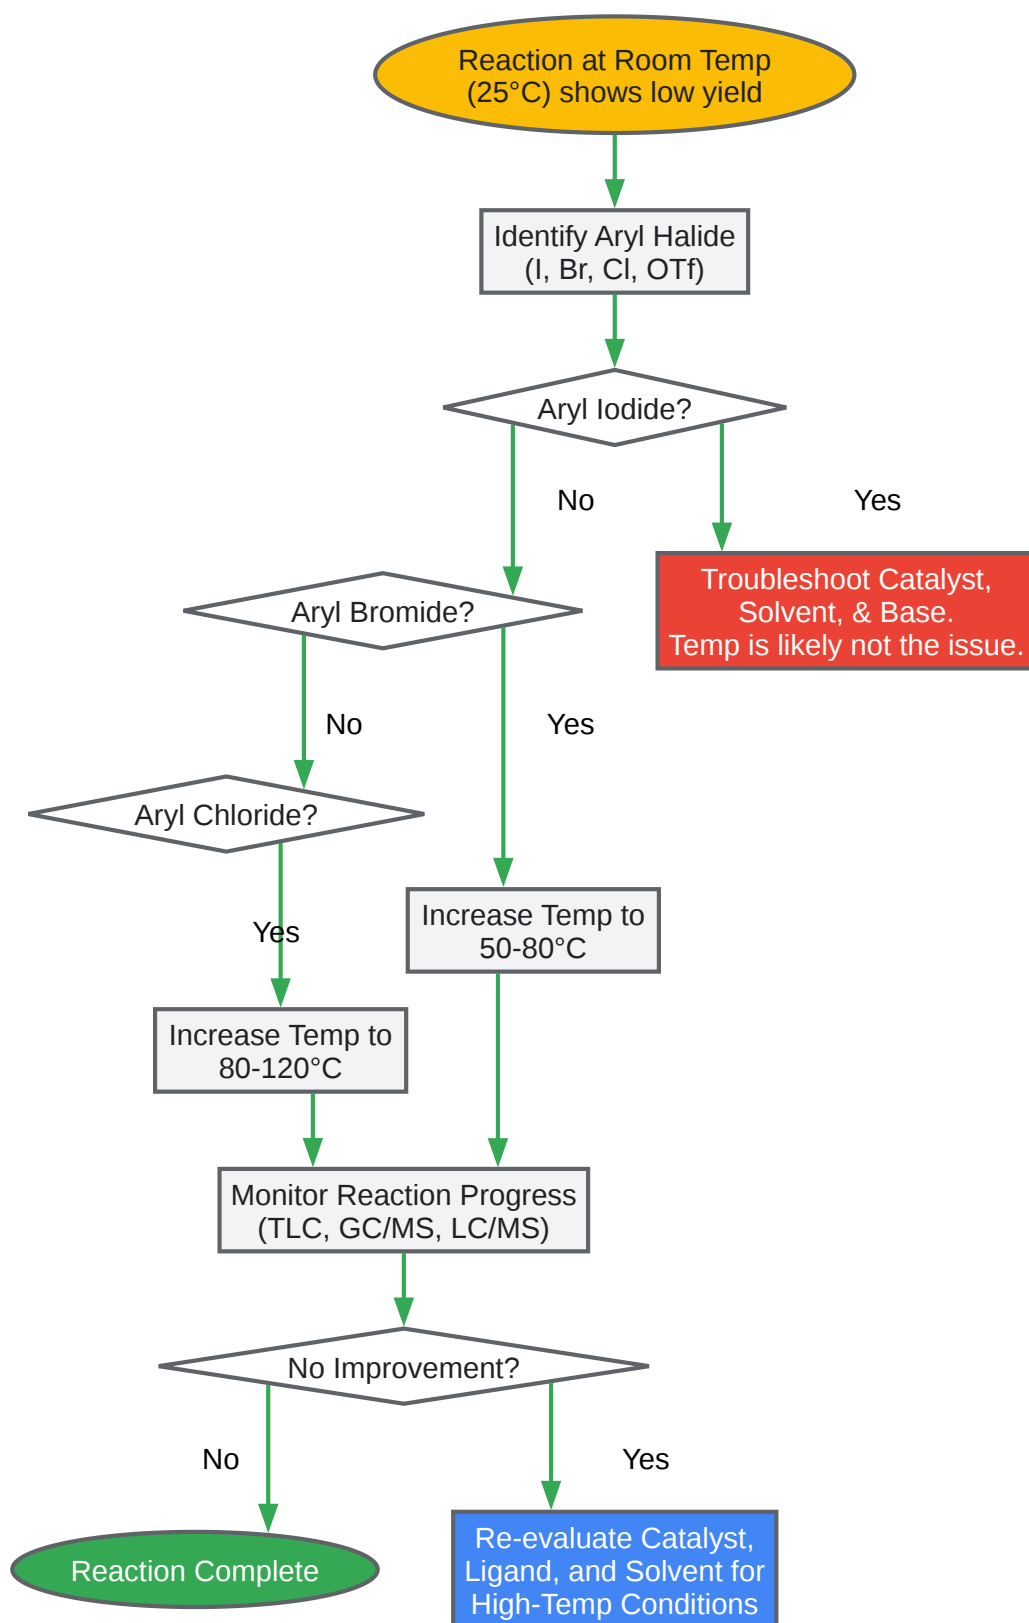 Reaction at Room Temp
(25°C) shows low yield
Identify Aryl Halide
(I, Br, Cl, OTf)
Aryl Iodide?
No
Yes
Troubleshoot Catalyst,
Solvent, & Base.
Temp is likely not the issue.
Aryl Bromide?
No
Yes
Aryl Chloride?
Yes
Increase Temp to
50-80°C
Increase Temp to
80-120°C
Monitor Reaction Progress
(TLC, GC/MS, LC/MS)
No Improvement?
No
Yes
Reaction Complete
Re-evaluate Catalyst,
Ligand, and Solvent for
High-Temp Conditions